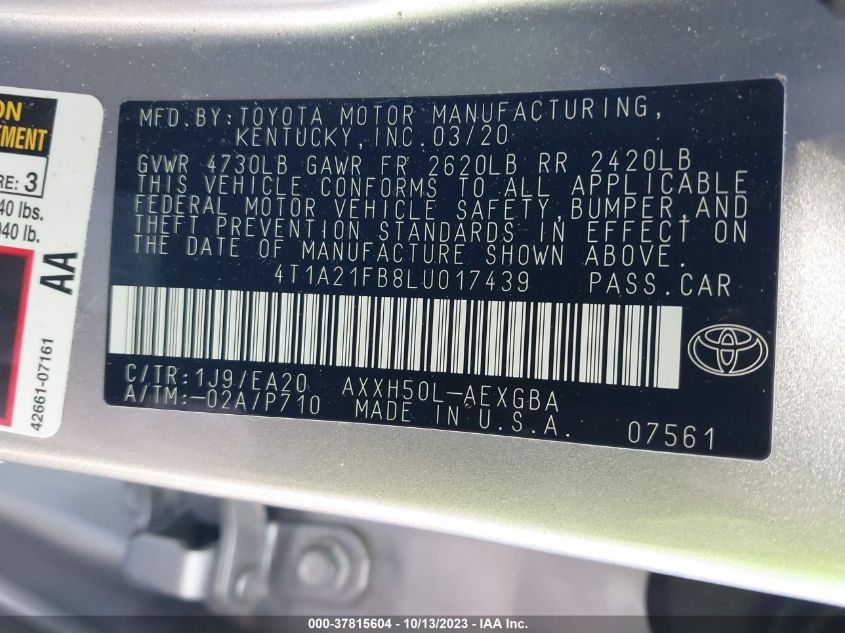 ON
TEMENT
RE: 3
40 lbs.
040 lb.
AA
42661-07161
MFD. BY: TOYOTA MOTOR MANUFACTURING,
KENTUCKY, INC. 03/20
GVWR 4730LB GAWR FR 2620LB RR 2420LB
THIS VEHICLE CONFORMS TO ALL APPLICABLE
FEDERAL MOTOR VEHICLE SAFETY, BUMPER, AND
THEFT PREVENTION STANDARDS IN EFFECT ON
THE DATE OF MANUFACTURE SHOWN ABOVE.
4T1A21FB8LU017439 PASS. CAR
C/TR: 1J9/EA20 AXXH50L-AEXGBA
A/TM: -02A/P710 MADE IN U.S.A. 07561
000-37815604 - 10/13/2023 - IAA Inc.